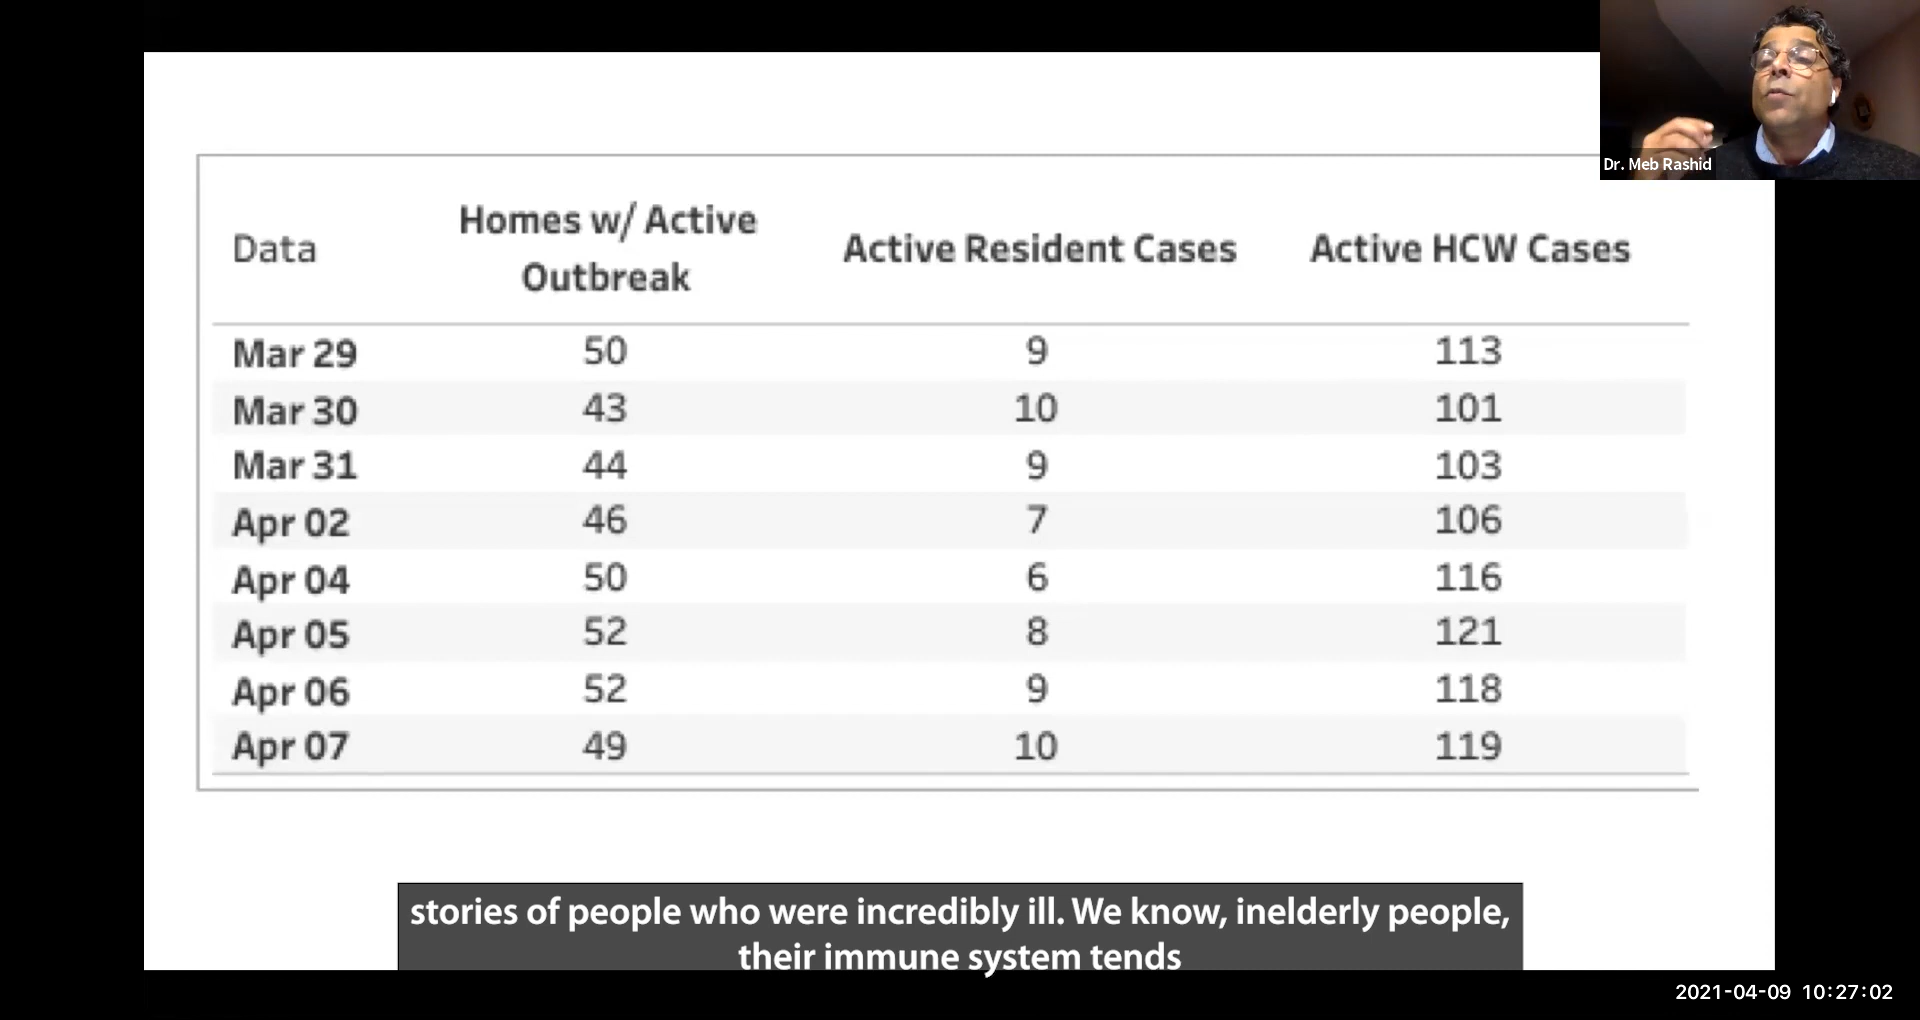 Dr. Meb Rashid
Data Homes w/ Active Outbreak Active Resident Cases Active HCW Cases
Mar 29 50 9 113
Mar 30 43 10 101
Mar 31 44 9 103
Apr 02 46 7 106
Apr 04 50 6 116
Apr 05 52 8 121
Apr 06 52 9 118
Apr 07 49 10 119
stories of people who were incredibly ill. We know, inelderly people,
their immune system tends
2021-04-09 10:27:02